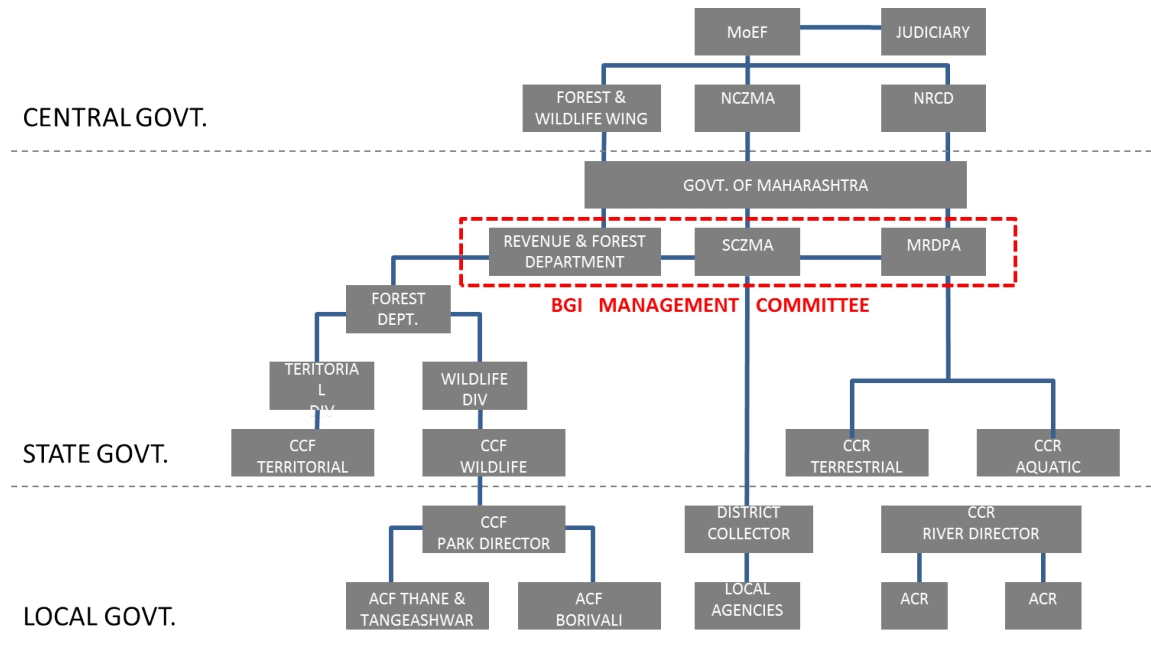 MoEF
JUDICIARY
FOREST &
WILDLIFE WING
NCZMA
NRCD
CENTRAL GOVT.
GOVT. OF MAHARASHTRA
REVENUE & FOREST
DEPARTMENT
SCZMA
MRDPA
BGI MANAGEMENT COMMITTEE
FOREST
DEPT.
TERITORIA
L
DIV
WILDLIFE
DIV
CCF
TERRITORIAL
CCF
WILDLIFE
CCR
TERRESTRIAL
CCR
AQUATIC
STATE GOVT.
CCF
PARK DIRECTOR
DISTRICT
COLLECTOR
CCR
RIVER DIRECTOR
ACF THANE &
TANGEASHWAR
ACF
BORIVALI
LOCAL
AGENCIES
ACR
ACR
LOCAL GOVT.